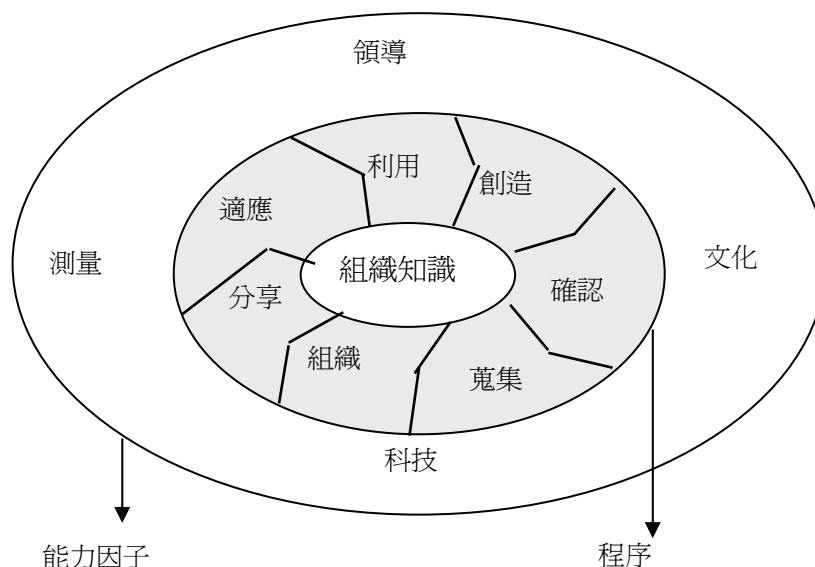 領導
利用
創造
適應
測量
文化
組織知識
分享
確認
組織
蒐集
科技
能力因子
程序